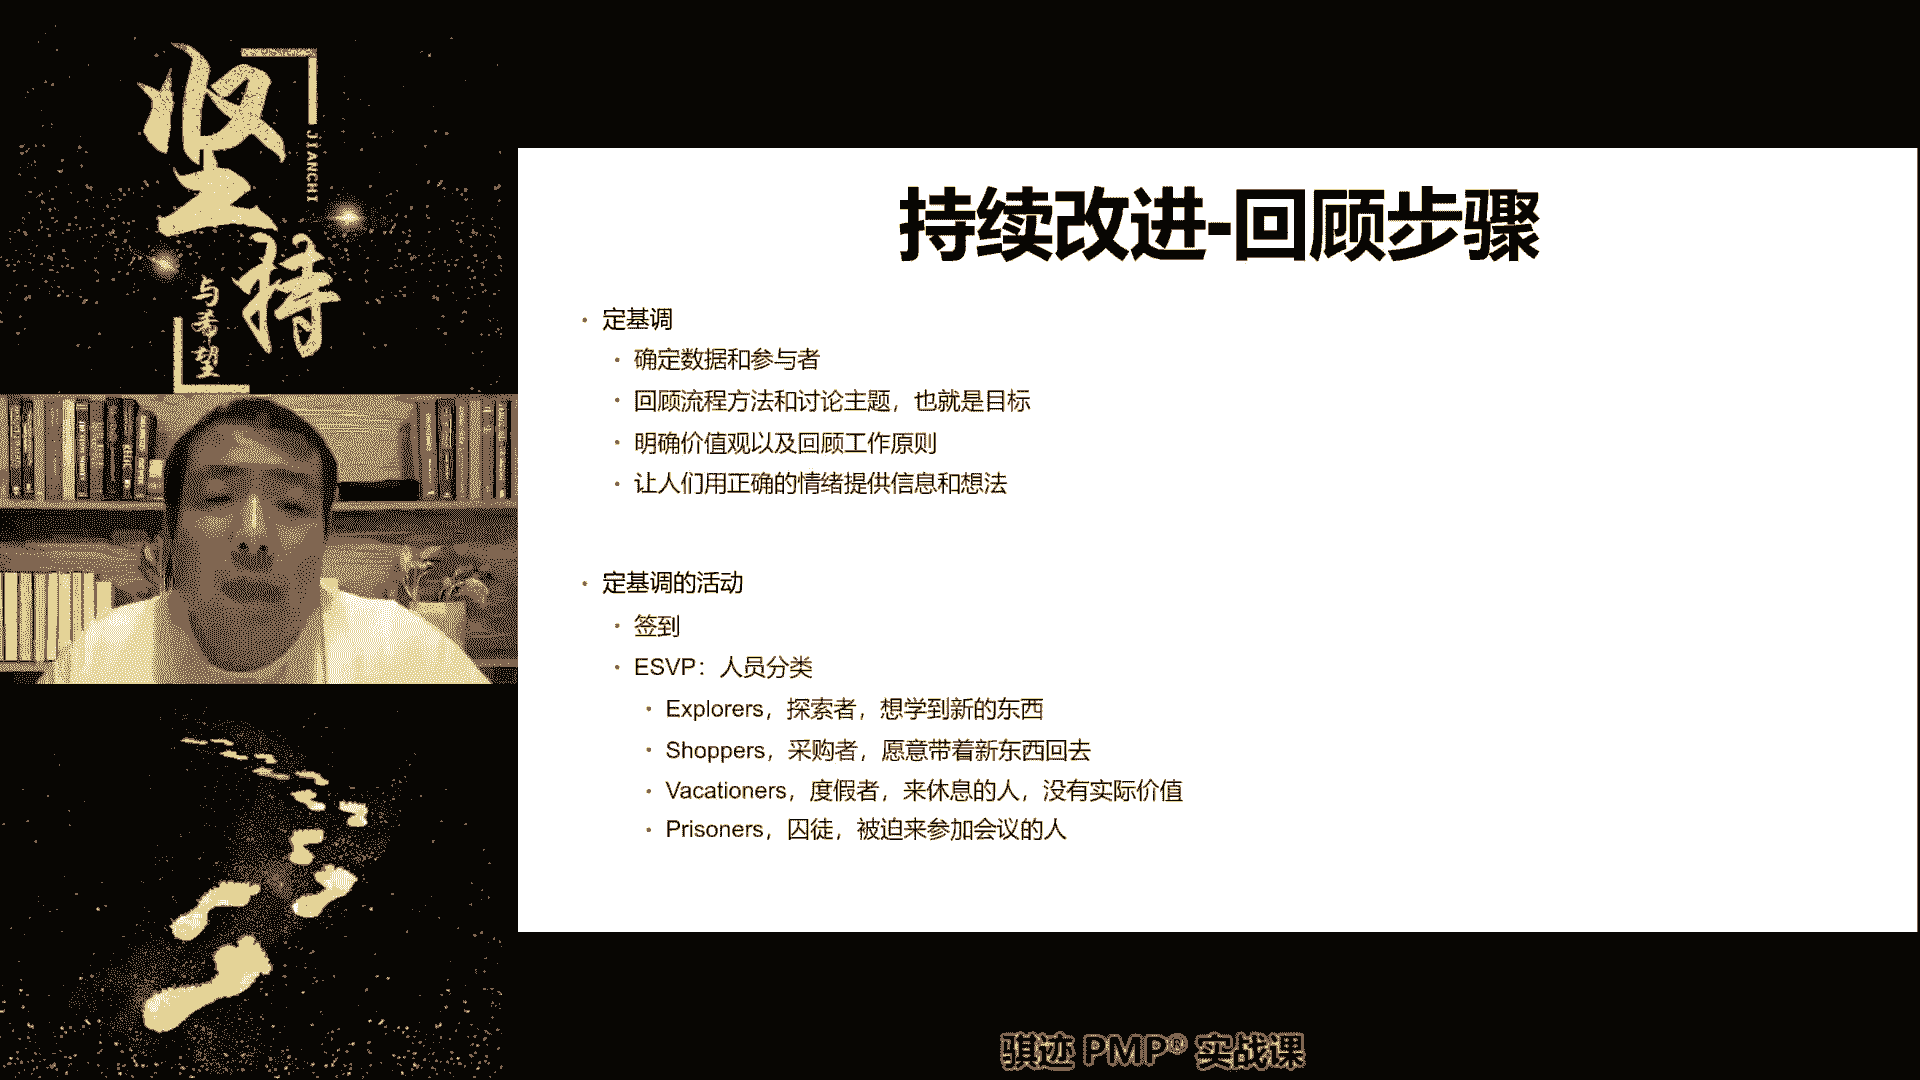 坚持
JIANCHI
与希望
持续改进-回顾步骤
• 定基调
• 确定数据和参与者
• 回顾流程方法和讨论主题，也就是目标
• 明确价值观以及回顾工作原则
• 让人们用正确的情绪提供信息和想法
• 定基调的活动
• 签到
• ESVP：人员分类
• Explorers，探索者，想学到新的东西
• Shoppers，采购者，愿意带着新东西回去
• Vacationers，度假者，来休息的人，没有实际价值
• Prisoners，囚徒，被迫来参加会议的人
骐迹 PMP® 实战课